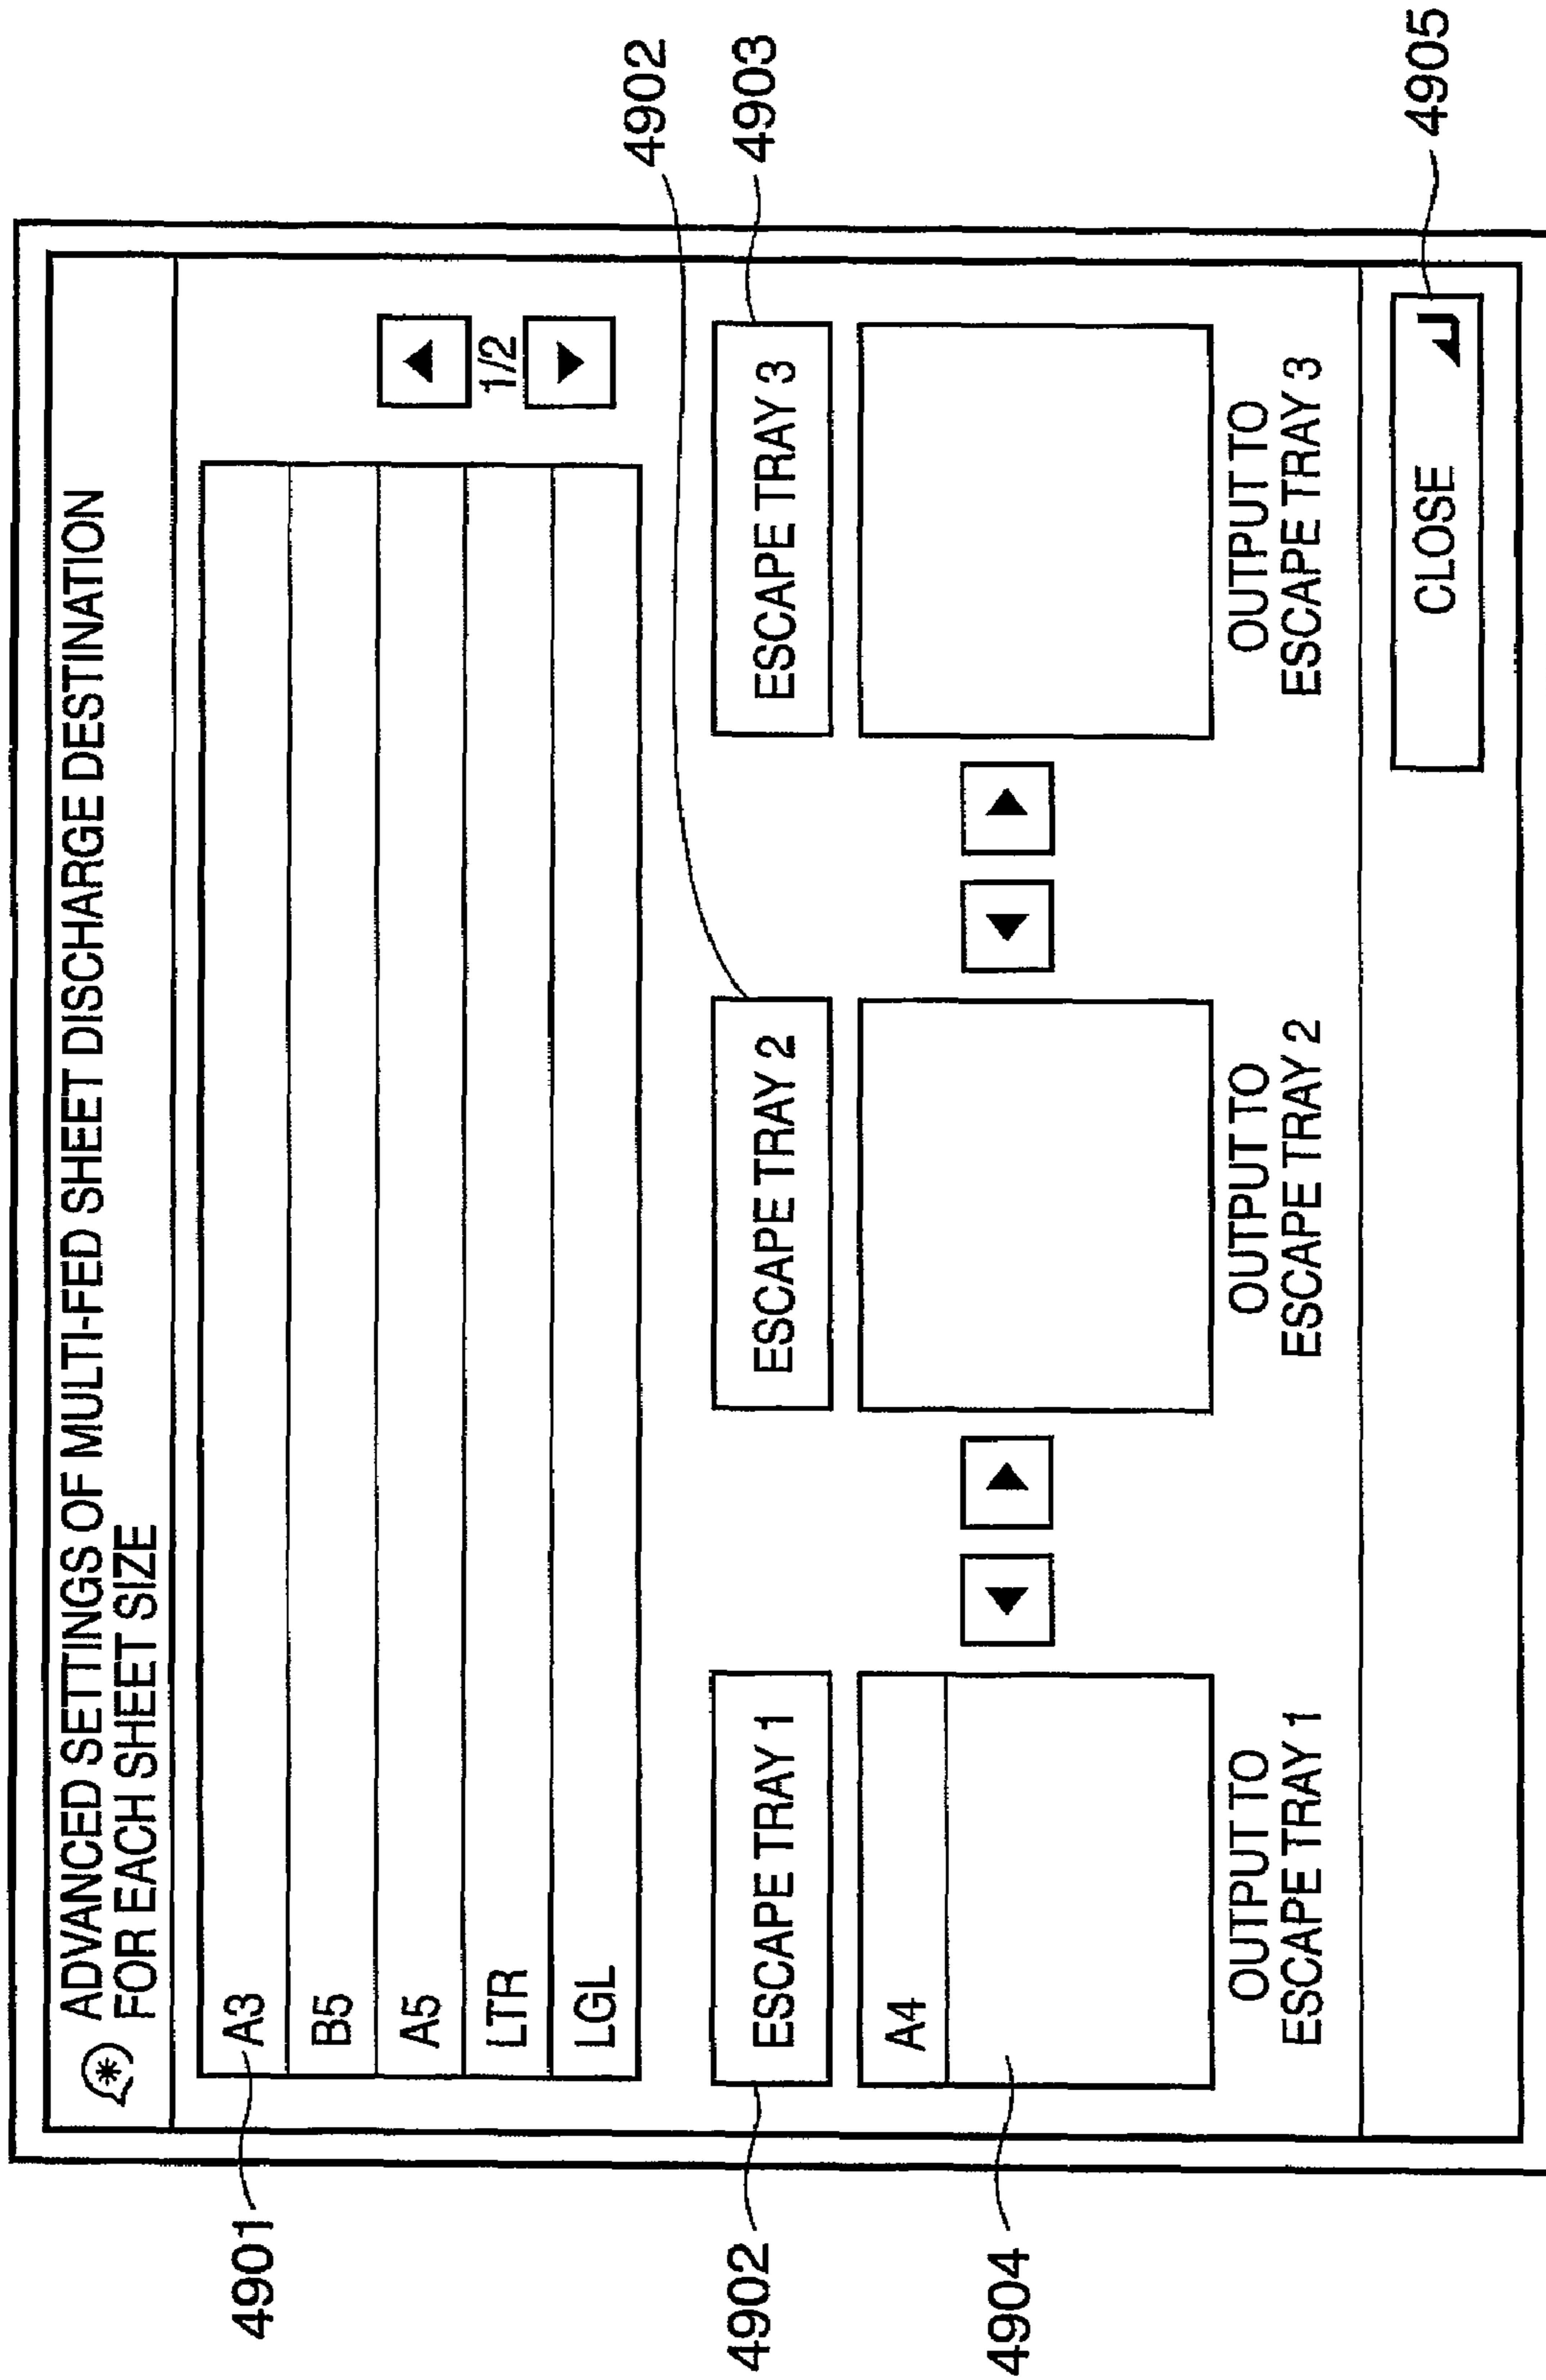 ADVANCED SETTINGS OF MULTI-FED SHEET DISCHARGE DESTINATION
FOR EACH SHEET SIZE
4901
A3
B5
A5
LTR
LGL
1/2
4902
4903
4902
ESCAPE TRAY 1
ESCAPE TRAY 2
ESCAPE TRAY 3
4904
A4
OUTPUT TO
ESCAPE TRAY 1
OUTPUT TO
ESCAPE TRAY 2
OUTPUT TO
ESCAPE TRAY 3
CLOSE
4905